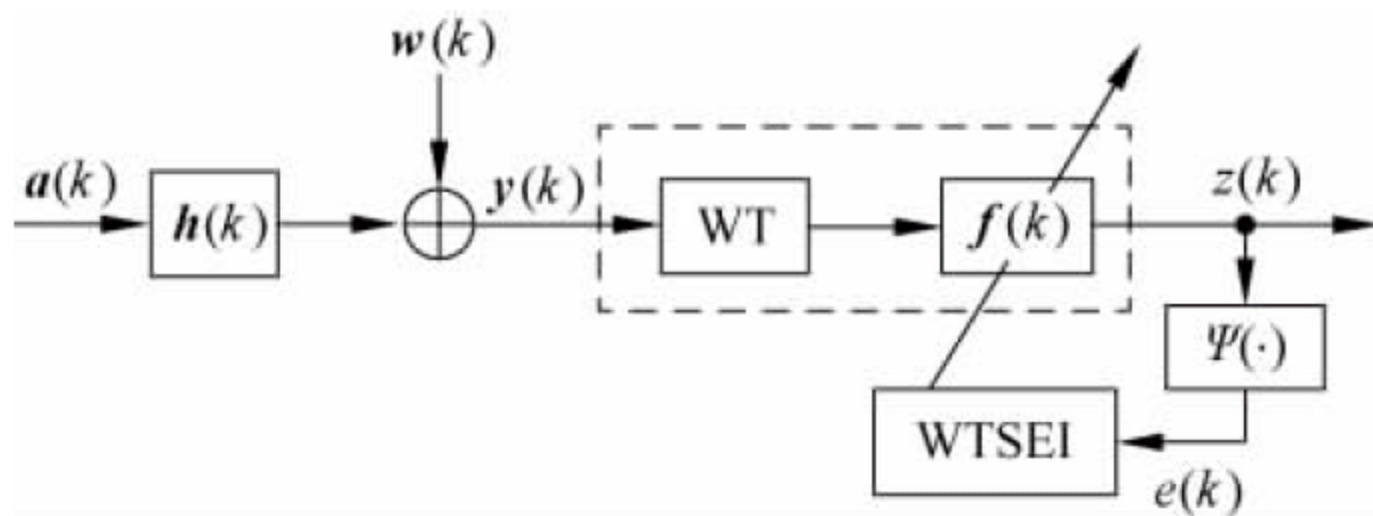 w(k)
a(k)
h(k)
y(k)
WT
f(k)
z(k)
Ψ(·)
WTSEI
e(k)